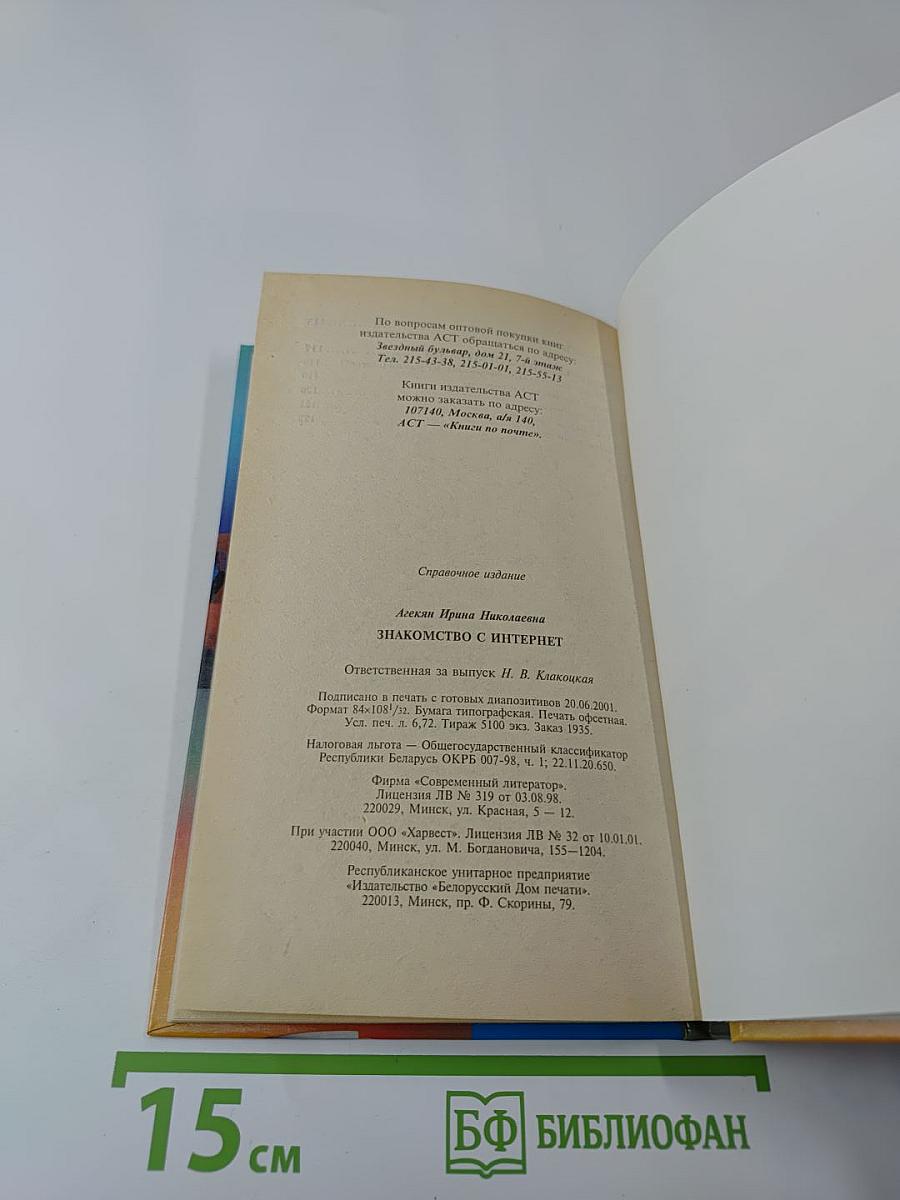 По вопросам оптовой покупки книг
издательства АСТ обращаться по адресу:
Звездный бульвар, дом 21, 7-й этаж
Тел. 215-43-38, 215-01-01, 215-55-13
Книги издательства АСТ
можно заказать по адресу:
107140, Москва, а/я 140,
АСТ — «Книги по почте».
Справочное издание
Агекян Ирина Николаевна
ЗНАКОМСТВО С ИНТЕРНЕТ
Ответственная за выпуск Н. В. Клакоцкая
Подписано в печать с готовых диапозитивов 20.06.2001.
Формат 84×108¹/₃₂. Бумага типографская. Печать офсетная.
Усл. печ. л. 6,72. Тираж 5100 экз. Заказ 1935.
Налоговая льгота — Общегосударственный классификатор
Республики Беларусь ОКРБ 007-98, ч. 1; 22.11.20.650.
Фирма «Современный литератор».
Лицензия ЛВ № 319 от 03.08.98.
220029, Минск, ул. Красная, 5 — 12.
При участии ООО «Харвест». Лицензия ЛВ № 32 от 10.01.01.
220040, Минск, ул. М. Богдановича, 155—1204.
Республиканское унитарное предприятие
«Издательство «Белорусский Дом печати».
220013, Минск, пр. Ф. Скорины, 79.
15 см
БФ БИБЛИОФАН